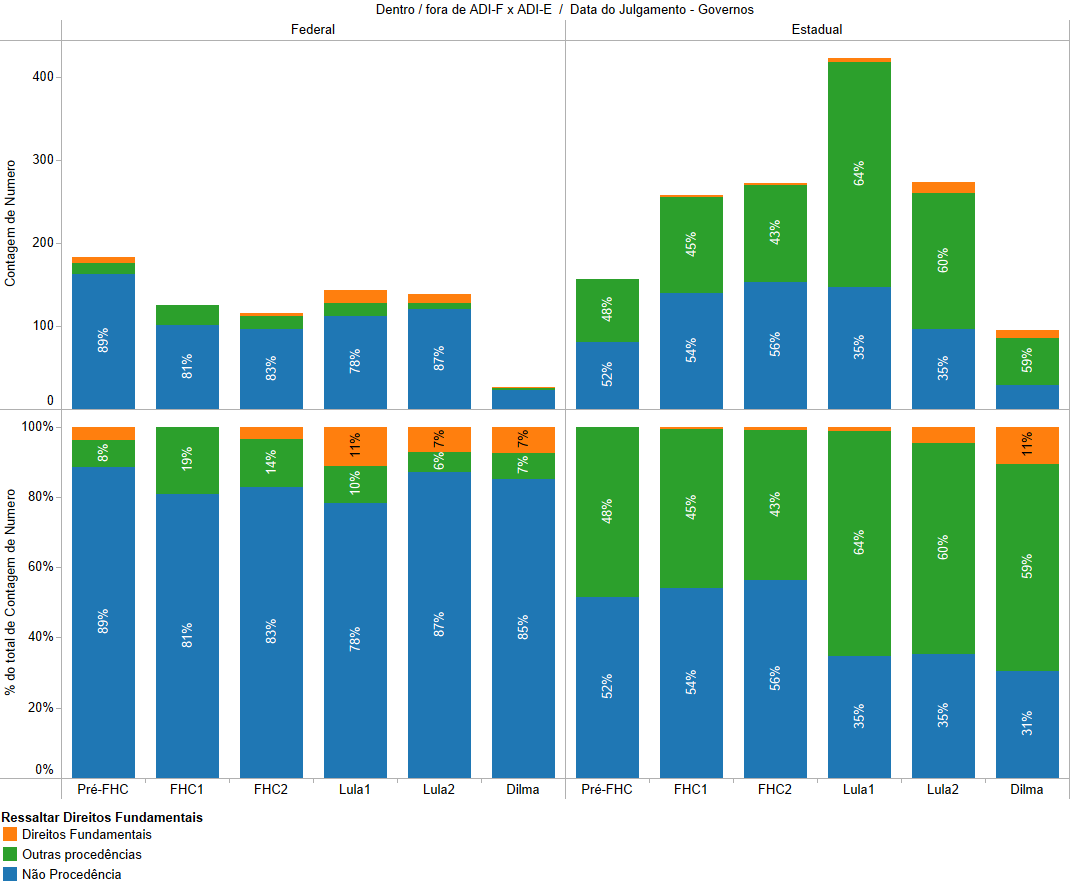 Dentro / fora de ADI-F x ADI-E / Data do Julgamento - Governos
Federal
Estadual
Contagem de Numero
400
300
200
100
0
89%
81%
83%
78%
87%
48%
52%
45%
54%
43%
56%
64%
35%
60%
35%
59%
% do total de Contagem de Numero
100%
80%
60%
40%
20%
0%
8%
89%
19%
81%
14%
83%
11%
10%
78%
7%
6%
87%
7%
7%
85%
48%
52%
45%
54%
43%
56%
64%
35%
60%
35%
11%
59%
31%
Pré-FHC
FHC1
FHC2
Lula1
Lula2
Dilma
Pré-FHC
FHC1
FHC2
Lula1
Lula2
Dilma
Ressaltar Direitos Fundamentais
Direitos Fundamentais
Outras procedências
Não Procedência